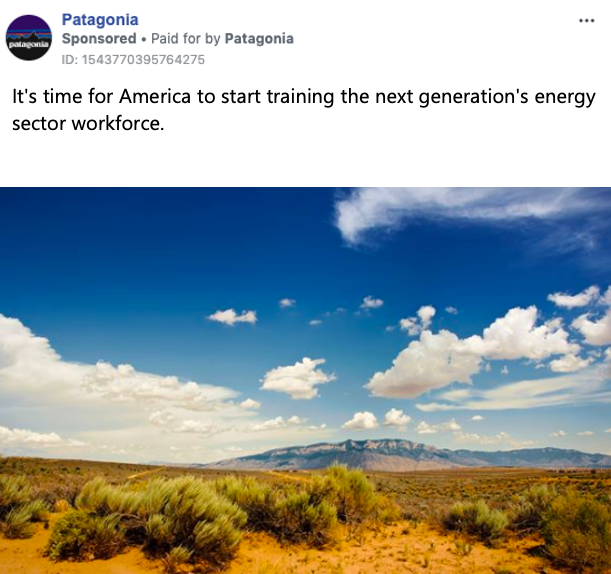 Patagonia
Sponsored • Paid for by Patagonia
ID: 1543770395764275
It's time for America to start training the next generation's energy
sector workforce.
patagonia